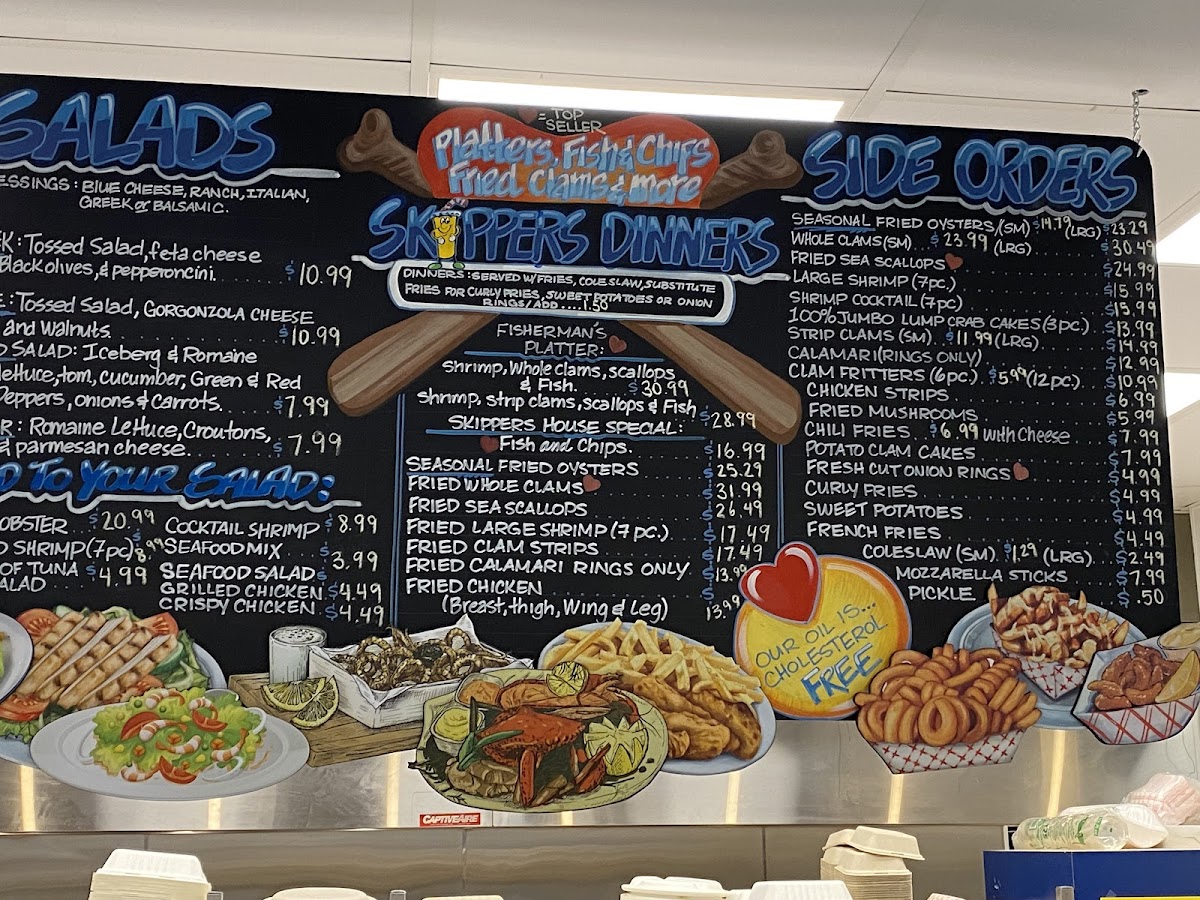 SALADS
ESSINGS: BLUE CHEESE, RANCH, ITALIAN,
GREEK or BALSAMIC.
EK: Tossed Salad, feta cheese
Black olives, & pepperoncini. $10.99
E: Tossed Salad, GORGONZOLA CHEESE
and Walnuts. $10.99
D SALAD: Iceberg & Romaine
lettuce, tom, cucumber, Green & Red
Peppers, onions & carrots. $7.99
R: Romaine Lettuce, Croutons,
& parmesan cheese. $7.99
D TO YOUR SALAD:
OBSTER $20.99
D SHRIMP (7pc) $8.99
OF TUNA $4.99
ALAD
COCKTAIL SHRIMP $8.99
SEAFOOD MIX
SEAFOOD SALAD $3.99
GRILLED CHICKEN $4.49
CRISPY CHICKEN $4.49
= TOP SELLER
Platters, Fish & Chips
Fried Clams & more
SKIPPERS DINNERS
DINNERS: SERVED W/FRIES, COLESLAW, SUBSTITUTE
FRIES FOR CURLY FRIES, SWEET POTATOES OR ONION
RINGS / ADD ....1.50
FISHERMAN'S
PLATTER:
Shrimp, Whole clams, scallops
& Fish. $30.99
Shrimp, strip clams, scallops & Fish $28.99
SKIPPERS HOUSE SPECIAL:
Fish and Chips. $16.99
SEASONAL FRIED OYSTERS $25.29
FRIED WHOLE CLAMS $31.99
FRIED SEA SCALLOPS $26.49
FRIED LARGE SHRIMP (7 pc.) $17.49
FRIED CLAM STRIPS $17.49
FRIED CALAMARI RINGS ONLY $13.99
FRIED CHICKEN
(Breast, thigh, Wing & Leg) 13.99
SIDE ORDERS
SEASONAL FRIED OYSTERS/(SM) $14.79 (LRG) $23.29
WHOLE CLAMS (SM) $23.99 (LRG) $30.49
FRIED SEA SCALLOPS $24.99
LARGE SHRIMP (7pc.) $15.99
SHRIMP COCKTAIL (7pc.) $15.99
100% JUMBO LUMP CRAB CAKES (3 pc.) $13.99
STRIP CLAMS (SM) $11.99 (LRG) $14.99
CALAMARI (RINGS ONLY) $12.99
CLAM FRITTERS (6pc.) $5.99 (12pc.) $10.99
CHICKEN STRIPS $6.99
FRIED MUSHROOMS $5.99
CHILI FRIES $6.99 with Cheese $7.99
POTATO CLAM CAKES $7.99
FRESH CUT ONION RINGS $4.99
CURLY FRIES $4.99
SWEET POTATOES $4.99
FRENCH FRIES $4.49
COLESLAW (SM) $1.29 (LRG) $2.49
MOZZARELLA STICKS $7.99
PICKLE $.50
OUR OIL IS...
CHOLESTEROL
FREE
CAPTIVEAIRE